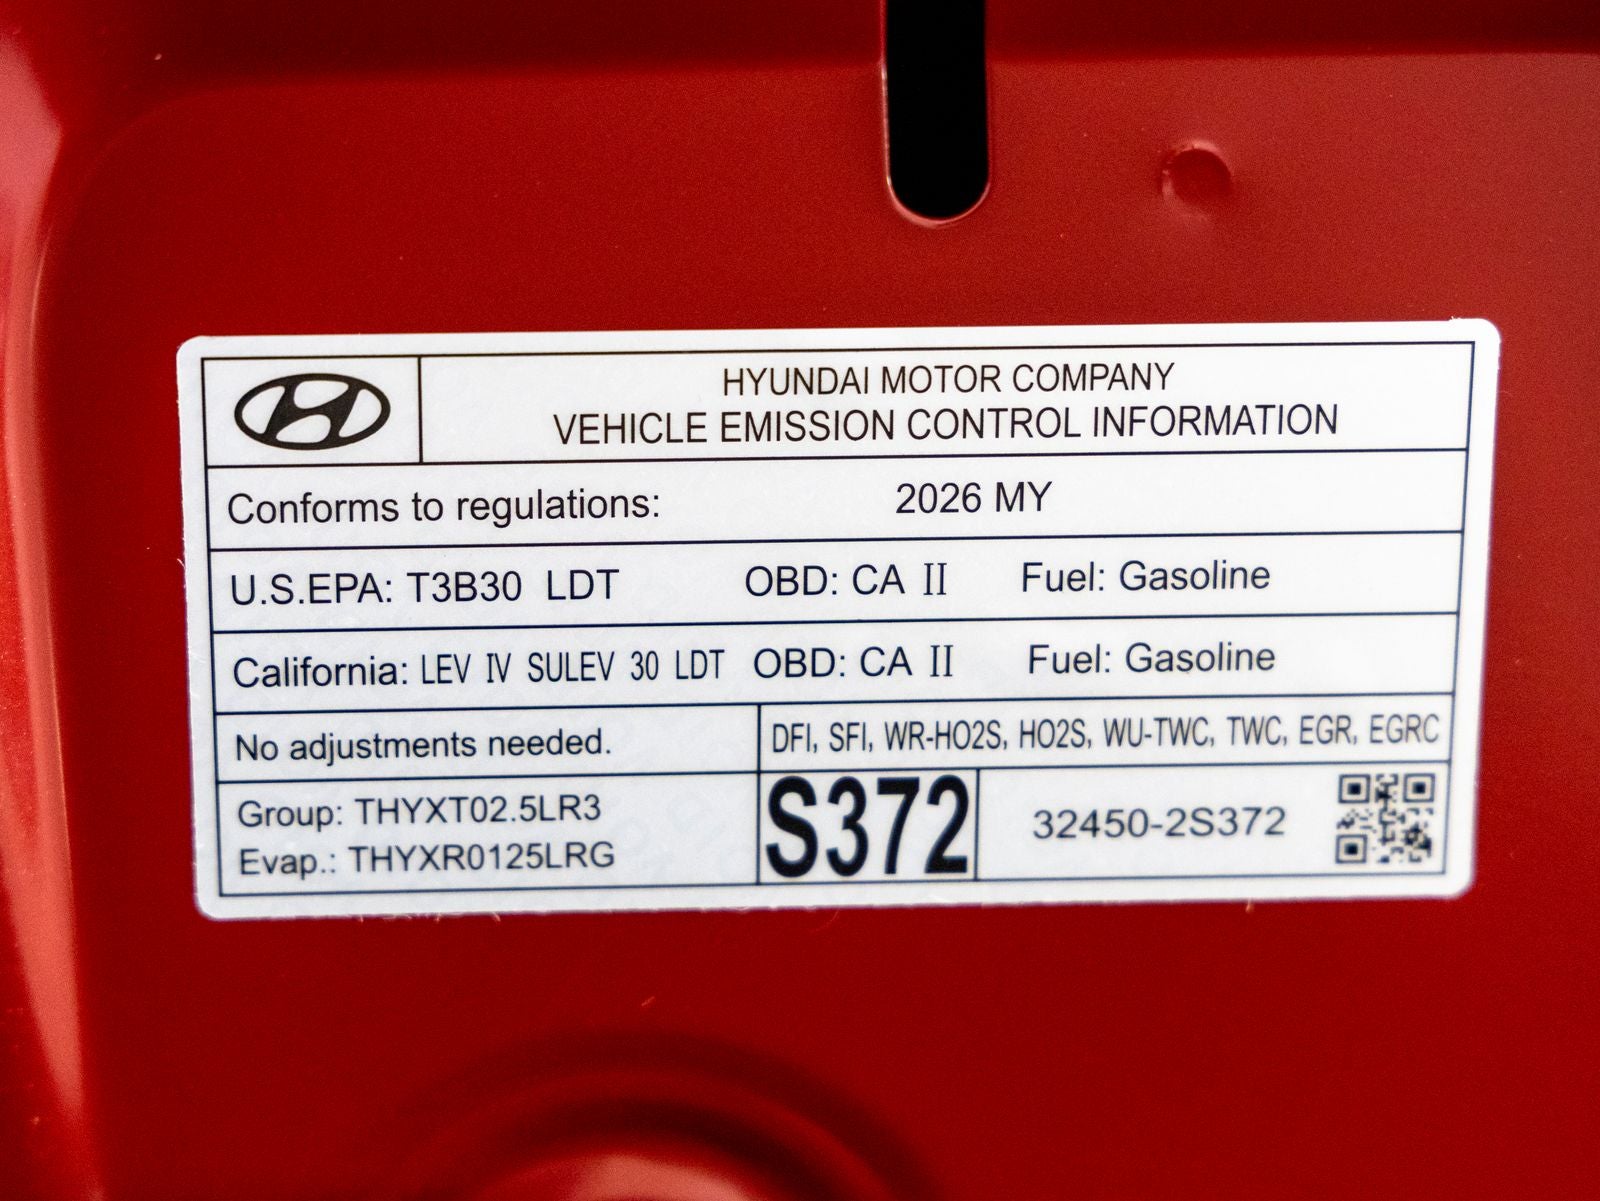 HYUNDAI MOTOR COMPANY
VEHICLE EMISSION CONTROL INFORMATION
Conforms to regulations: 2026 MY
U.S.EPA: T3B30 LDT OBD: CA II Fuel: Gasoline
California: LEV IV SULEV 30 LDT OBD: CA II Fuel: Gasoline
No adjustments needed. DFI, SFI, WR-HO2S, HO2S, WU-TWC, TWC, EGR, EGRC
Group: THYXT02.5LR3
Evap.: THYXR0125LRG
S372
32450-2S372